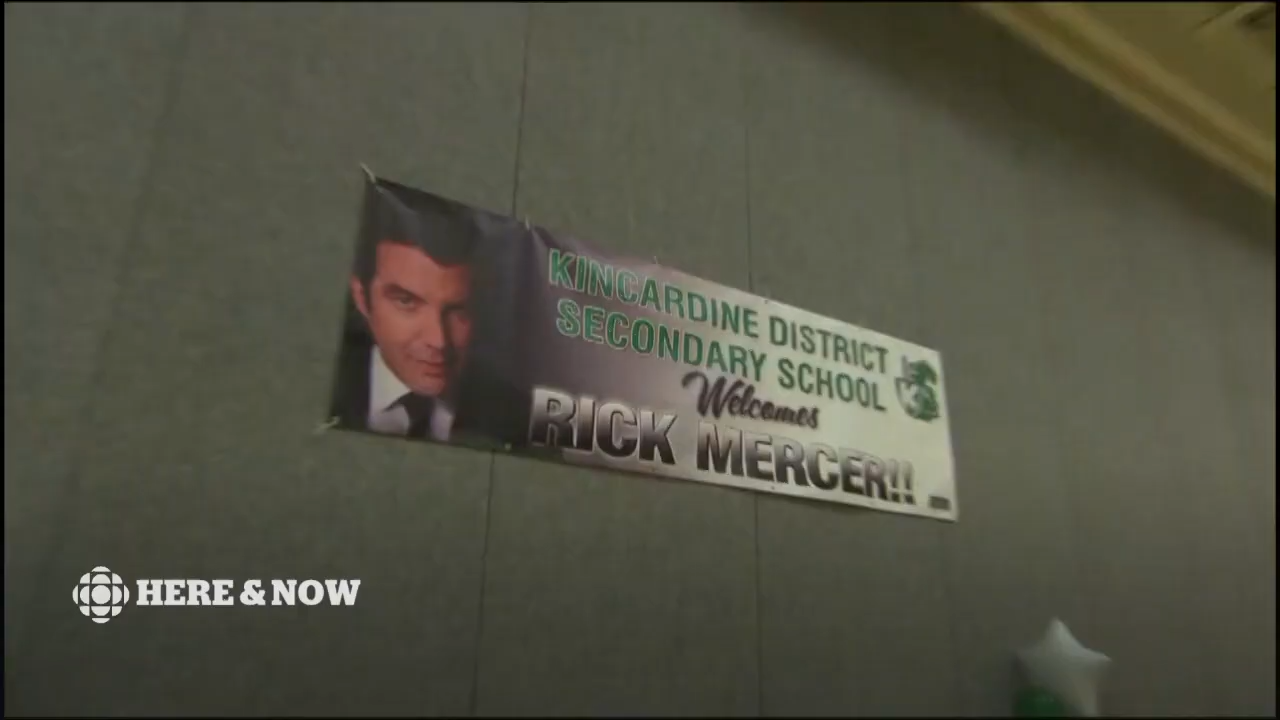 KINCARDINE DISTRICT
SECONDARY SCHOOL
Welcomes
RICK MERCER!!
HERE & NOW